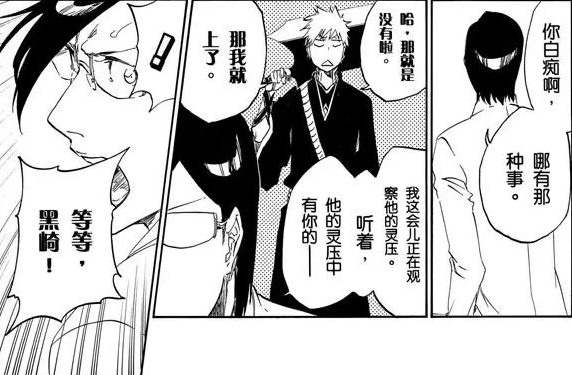 你白痴啊，
哪有那
种事。
哈，那就是
没有啦。
那我就
上了。
我这会儿正在观
察他的灵压。
听着，
他的灵压中
有你的——
！
等等，
黑崎！